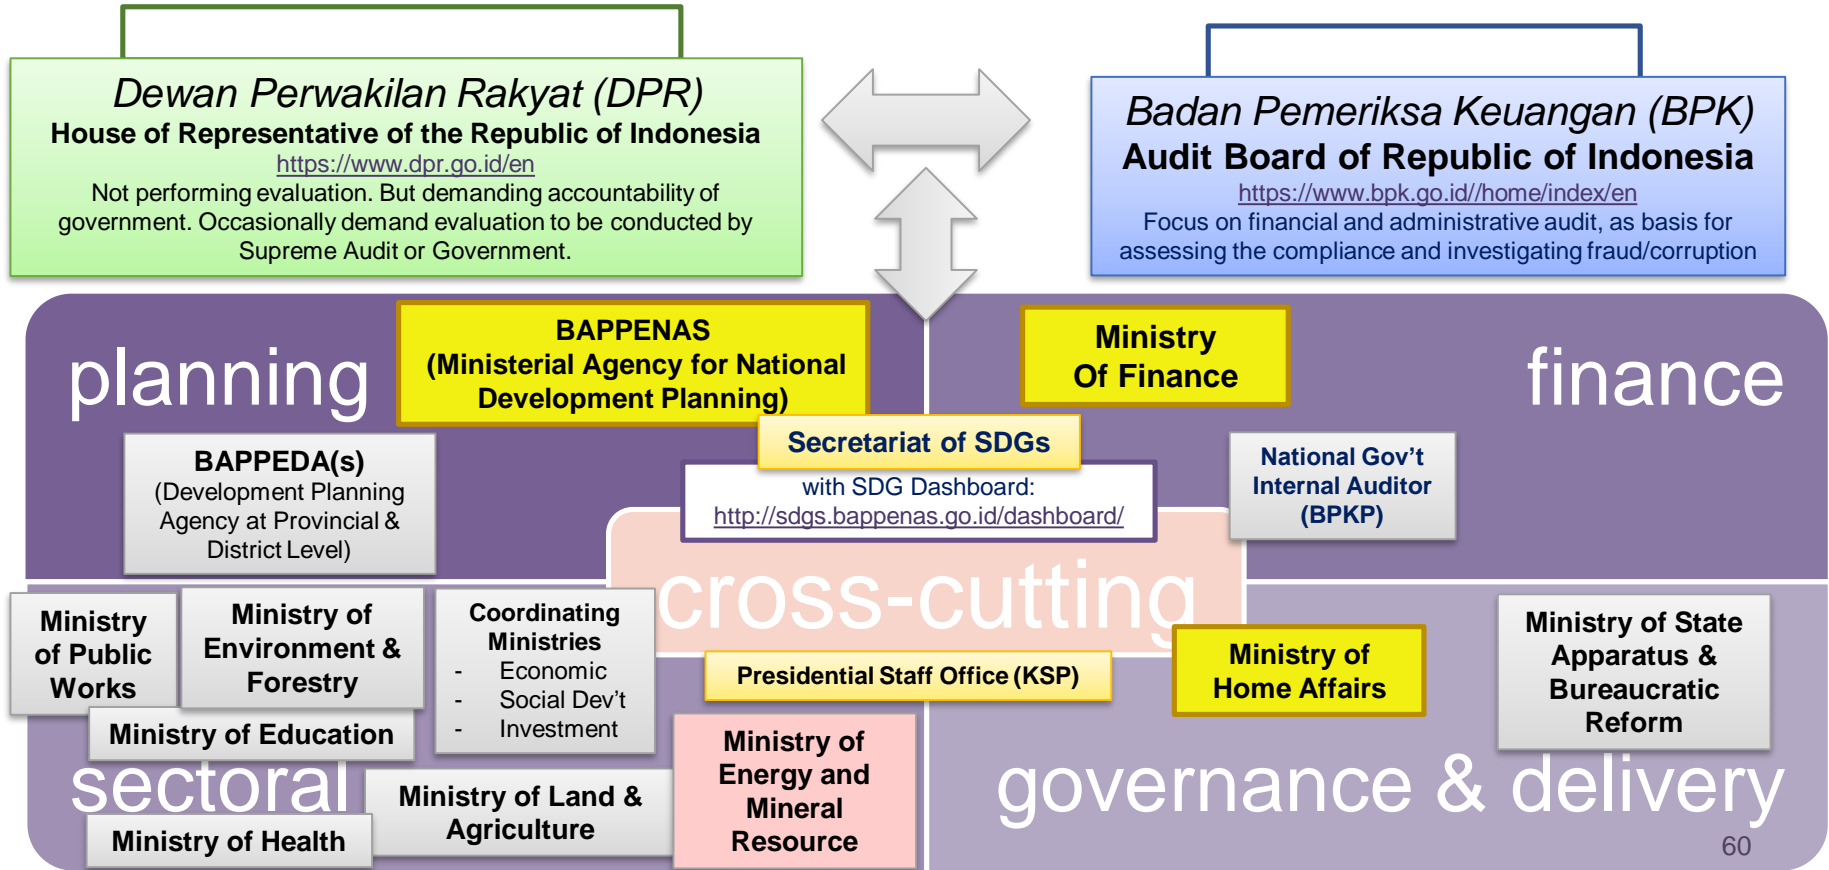 Dewan Perwakilan Rakyat (DPR)
House of Representative of the Republic of Indonesia
https://www.dpr.go.id/en
Not performing evaluation. But demanding accountability of
government. Occasionally demand evaluation to be conducted by
Supreme Audit or Government.
Badan Pemeriksa Keuangan (BPK)
Audit Board of Republic of Indonesia
https://www.bpk.go.id//home/index/en
Focus on financial and administrative audit, as basis for
assessing the compliance and investigating fraud/corruption
planning
BAPPENAS
(Ministerial Agency for National
Development Planning)
Ministry
Of Finance
finance
Secretariat of SDGs
with SDG Dashboard:
http://sdgs.bappenas.go.id/dashboard/
BAPPEDA(s)
(Development Planning
Agency at Provincial &
District Level)
National Gov't
Internal Auditor
(BPKP)
cross-cutting
Ministry
of Public
Works
Ministry of
Environment &
Forestry
Coordinating
Ministries
- Economic
- Social Dev't
- Investment
Presidential Staff Office (KSP)
Ministry of
Home Affairs
Ministry of State
Apparatus &
Bureaucratic
Reform
Ministry of Education
sectoral
Ministry of Land &
Agriculture
Ministry of Health
Ministry of
Energy and
Mineral
Resource
governance & delivery
60